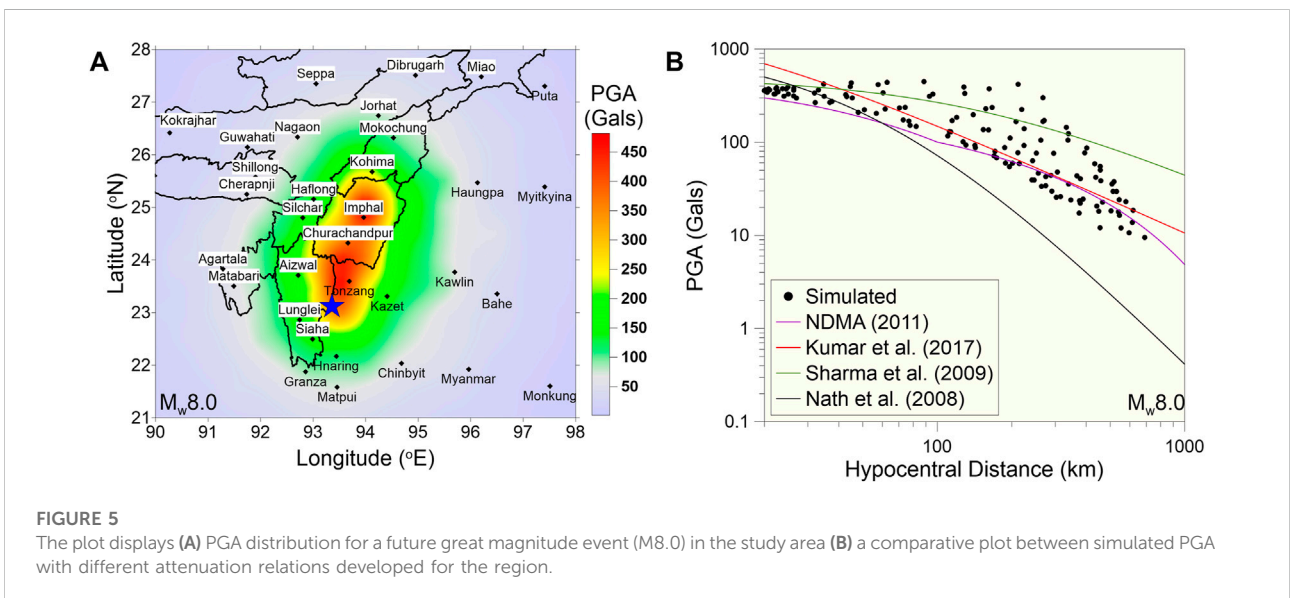 A
28
27
26
25
24
23
22
21
Latitude (°N)
90 91 92 93 94 95 96 97 98
Longitude (°E)
Seppa
Dibrugarh
Miao
Puta
Jorhat
Kokrajhar
Nagaon
Mokochung
Guwahati
Shillong
Kohima
Cherapnji
Haflong
Haungpa
Myitkyina
Silchar
Imphal
Churachandpur
Agartala
Matabari
Aizwal
Tonzang
Kawlin
Kazet
Bahe
Lunglei
Siaha
Hnaring
Granza
Chinbyit
Myanmar
Matpui
Monkung
Mw8.0
PGA
(Gals)
450
400
350
300
250
200
150
100
50
B
1000
100
10
1
0.1
PGA (Gals)
Simulated
NDMA (2011)
Kumar et al. (2017)
Sharma et al. (2009)
Nath et al. (2008)
Mw8.0
100 1000
Hypocentral Distance (km)
FIGURE 5
The plot displays (A) PGA distribution for a future great magnitude event (M8.0) in the study area (B) a comparative plot between simulated PGA
with different attenuation relations developed for the region.